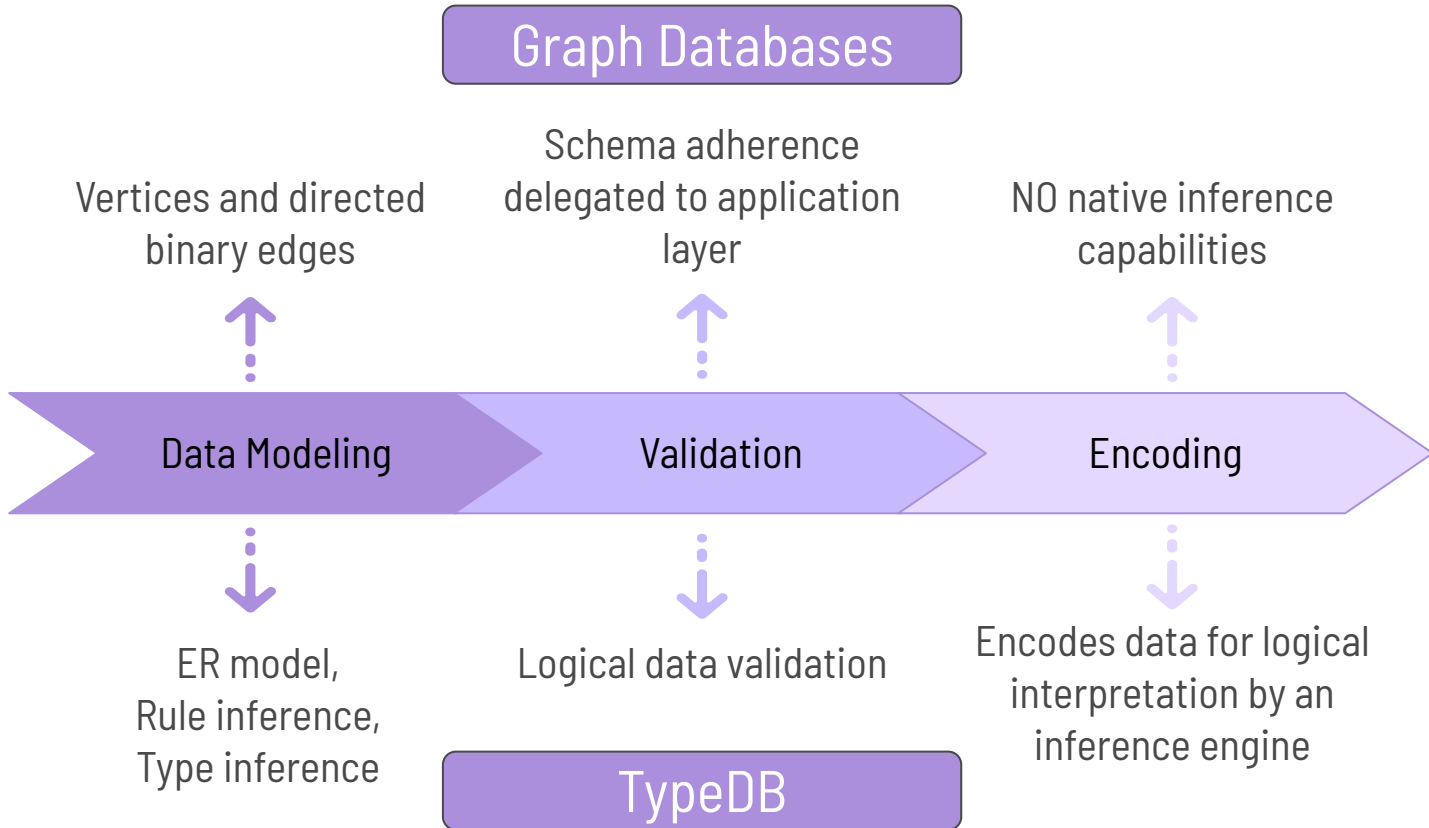 Graph Databases
Vertices and directed
binary edges
Schema adherence
delegated to application
layer
NO native inference
capabilities
Data Modeling
Validation
Encoding
ER model,
Rule inference,
Type inference
Logical data validation
Encodes data for logical
interpretation by an
inference engine
TypeDB